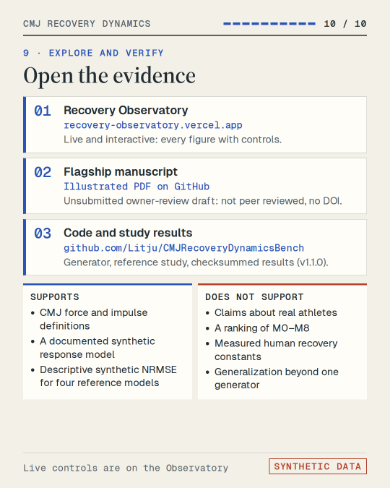 CMJ RECOVERY DYNAMICS
10 / 10
9 · EXPLORE AND VERIFY
Open the evidence
01 Recovery Observatory
recovery-observatory.vercel.app
Live and interactive: every figure with controls.
02 Flagship manuscript
Illustrated PDF on GitHub
Unsubmitted owner-review draft: not peer reviewed, no DOI.
03 Code and study results
github.com/Litju/CMJRecoveryDynamicsBench
Generator, reference study, checksummed results (v1.1.0).
SUPPORTS
• CMJ force and impulse
definitions
• A documented synthetic
response model
• Descriptive synthetic NRMSE
for four reference models
DOES NOT SUPPORT
• Claims about real athletes
• A ranking of M0–M8
• Measured human recovery
constants
• Generalization beyond one
generator
Live controls are on the Observatory
SYNTHETIC DATA